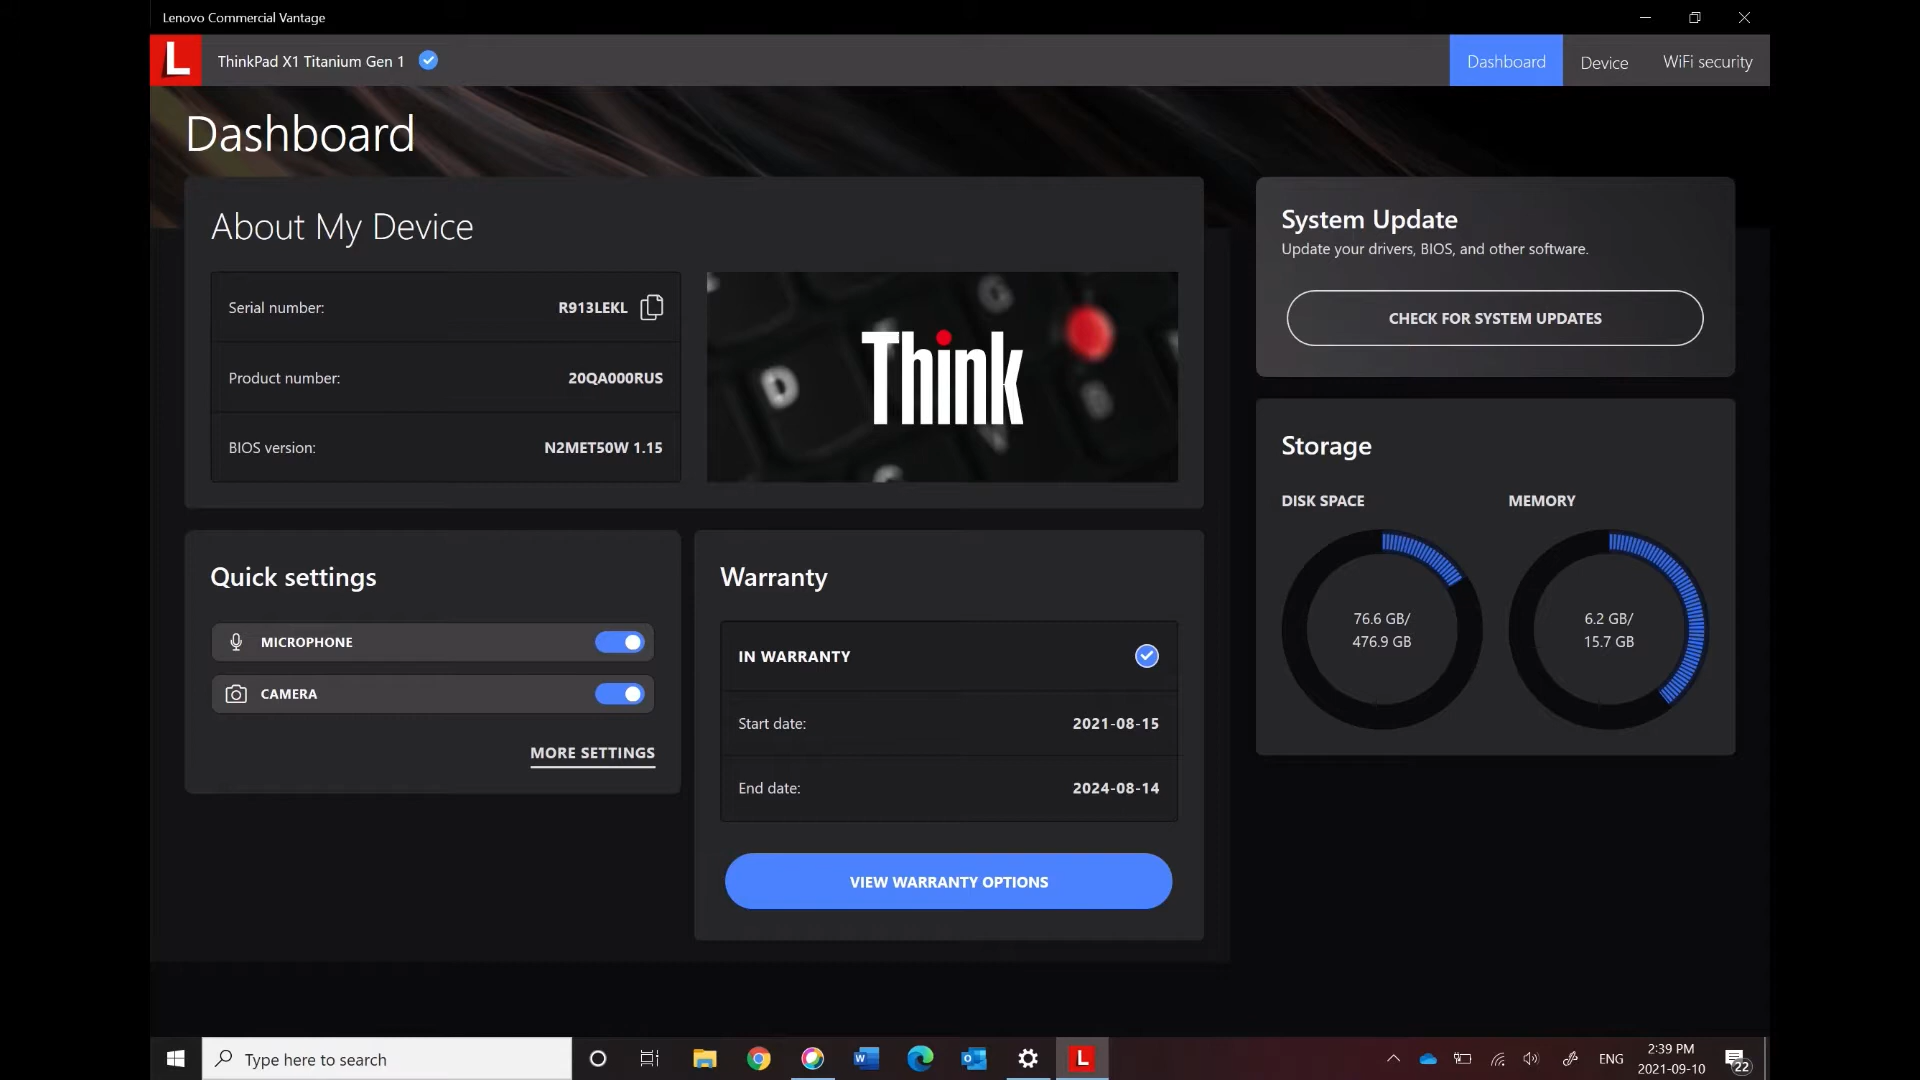 Lenovo Commercial Vantage
L
ThinkPad X1 Titanium Gen 1
Dashboard
Device
WiFi security
Dashboard
About My Device
Serial number:
R913LEKL
Product number:
20QA000RUS
BIOS version:
N2MET50W 1.15
D
Think
System Update
Update your drivers, BIOS, and other software.
CHECK FOR SYSTEM UPDATES
Storage
DISK SPACE
MEMORY
76.6 GB/
476.9 GB
6.2 GB/
15.7 GB
Quick settings
MICROPHONE
CAMERA
MORE SETTINGS
Warranty
IN WARRANTY
Start date:
2021-08-15
End date:
2024-08-14
VIEW WARRANTY OPTIONS
Type here to search
W
L
ENG
2:39 PM
2021-09-10
22